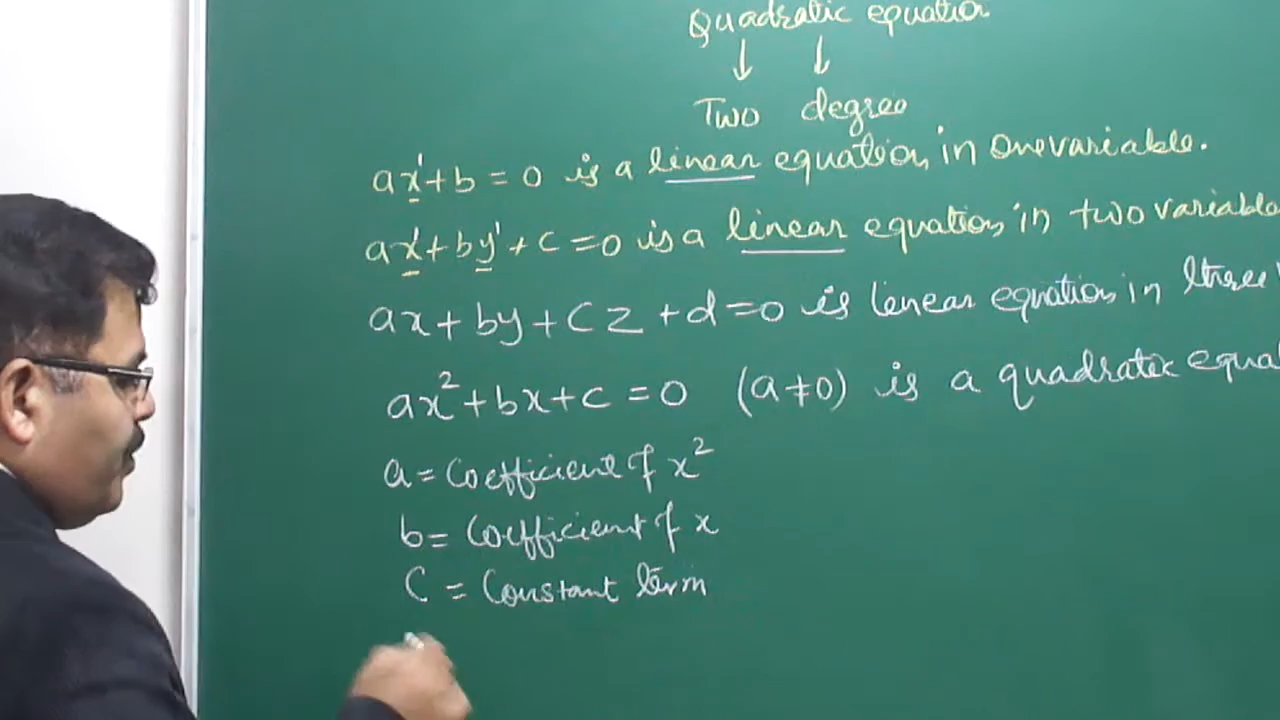 Quadratic equation
↓ ↓
Two degree
ax¹+b=0 is a linear equation in one variable.
ax¹+by¹+c=0 is a linear equation in two variable
ax+by+cz+d=0 is lenear equation in three
ax²+bx+c=0 (a≠0) is a quadratic equa
a = coefficient of x²
b = coefficient of x
C = Constant term